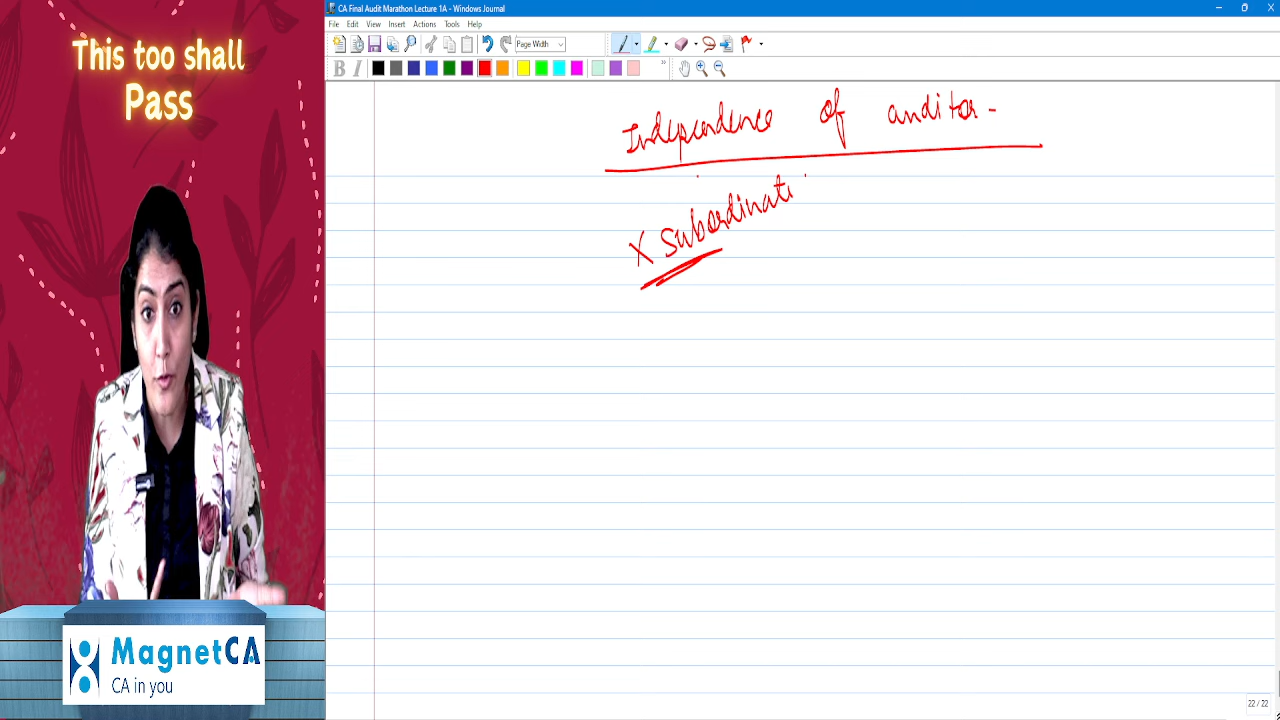 CA Final Audit Marathon Lecture 1A - Windows Journal
File Edit View Insert Actions Tools Help
Page Width
B I
This too shall
Pass
Independence of auditor -
X Subordinati
MagnetCA
CA in you
22 / 22